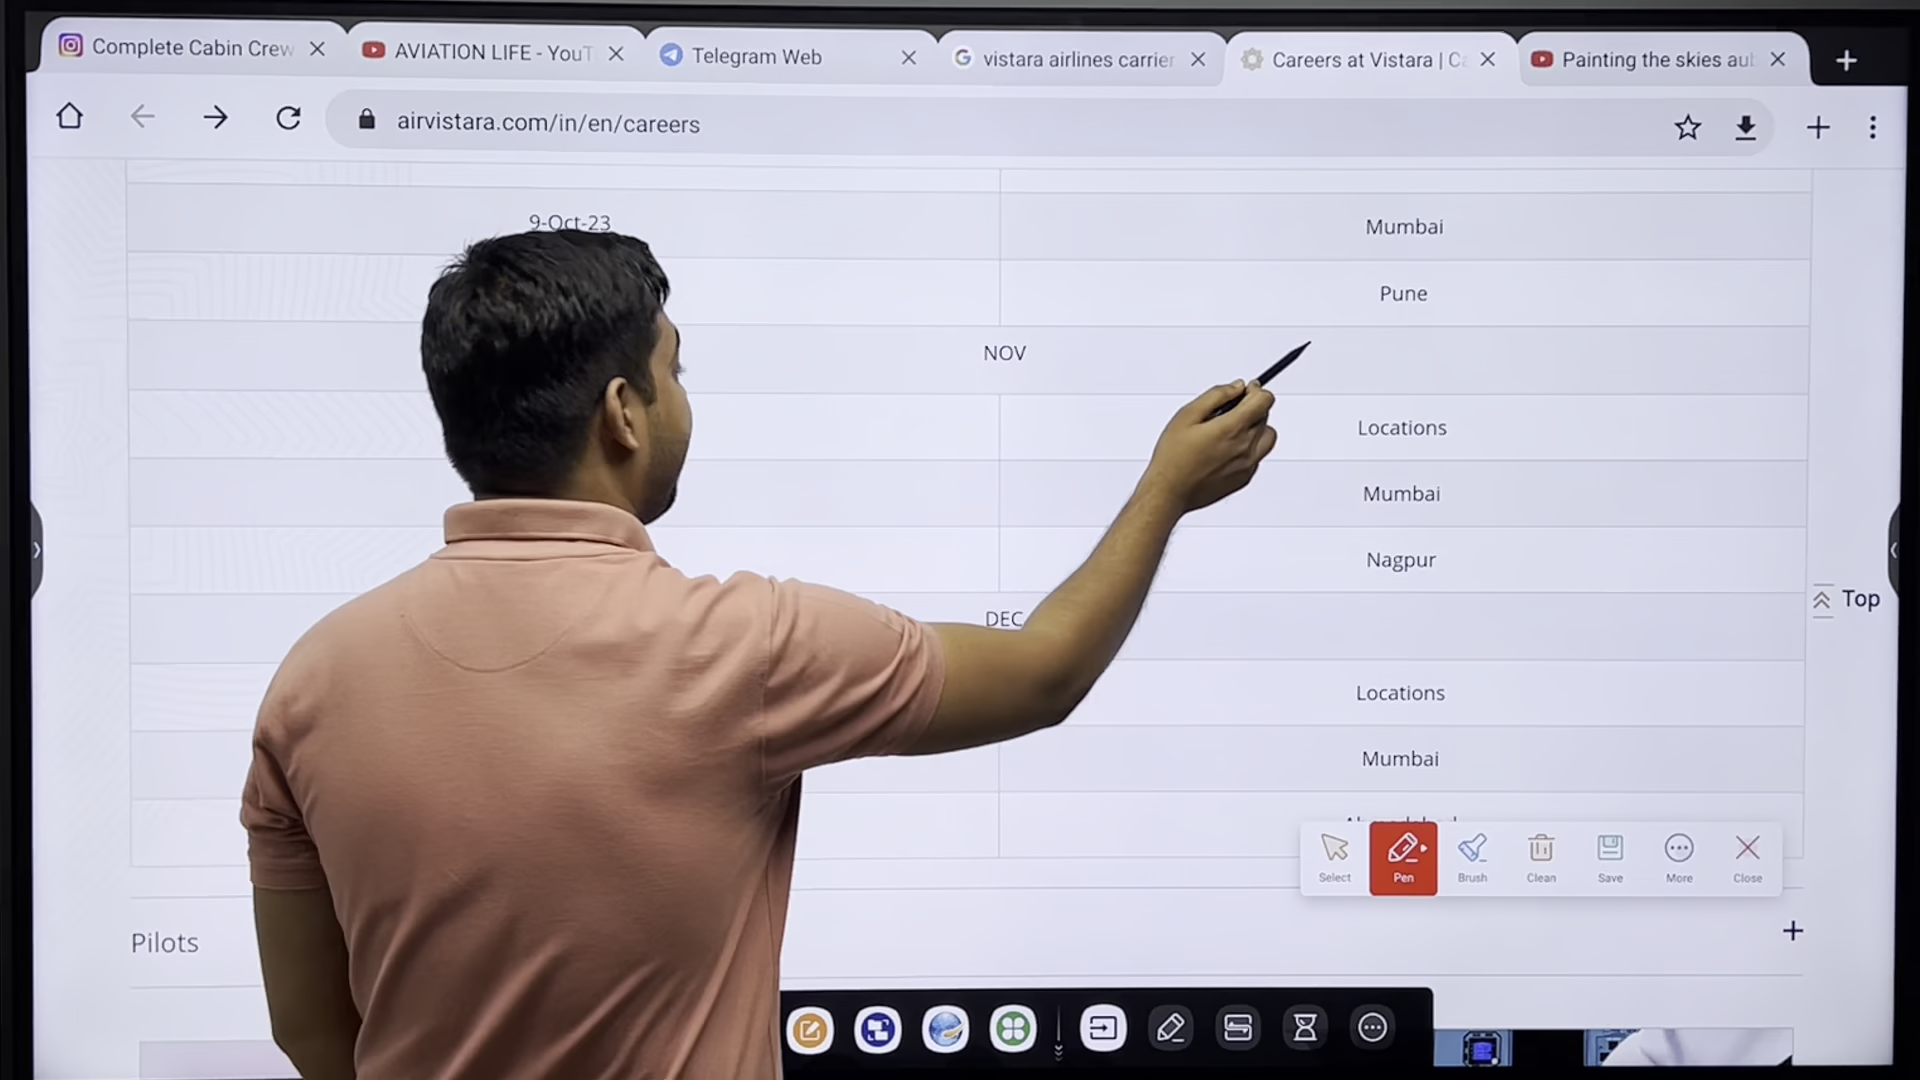 Complete Cabin Crew
AVIATION LIFE - YouT
Telegram Web
vistara airlines carrier
Careers at Vistara | Ca
Painting the skies aub
airvistara.com/in/en/careers
9-Oct-23
Mumbai
Pune
NOV
Locations
Mumbai
Nagpur
DEC
Top
Locations
Mumbai
Select
Pen
Brush
Clean
Save
More
Close
Pilots